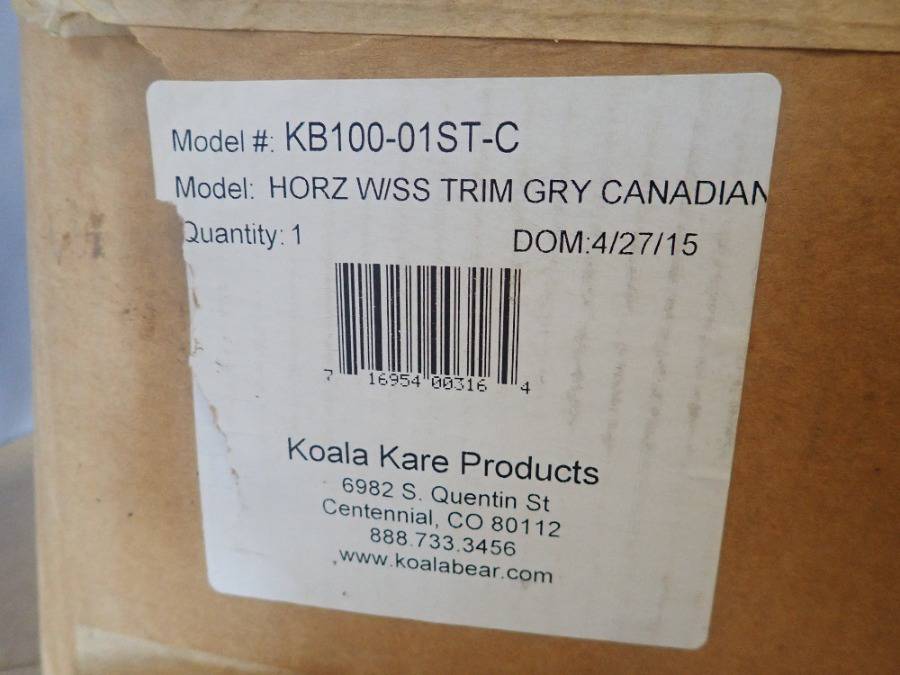 Model #: KB100-01ST-C
Model: HORZ W/SS TRIM GRY CANADIAN
Quantity: 1 DOM:4/27/15
7 16954 00316 4
Koala Kare Products
6982 S. Quentin St
Centennial, CO 80112
888.733.3456
www.koalabear.com